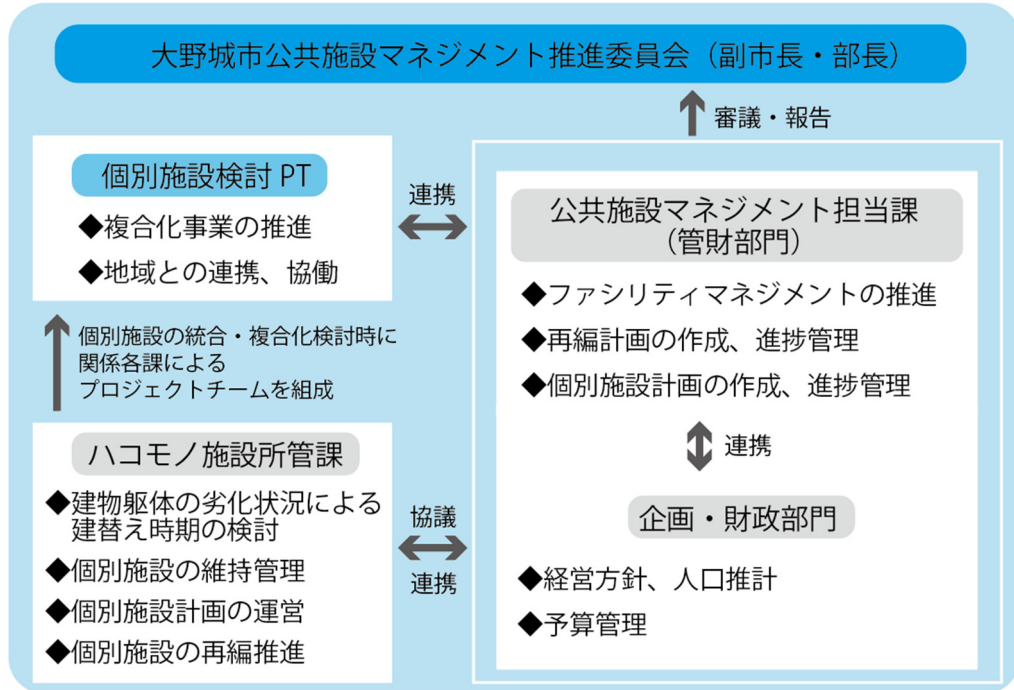 大野城市公共施設マネジメント推進委員会（副市長・部長）
審議・報告
個別施設検討 PT
◆複合化事業の推進
◆地域との連携、協働
連携
公共施設マネジメント担当課
（管財部門）
◆ファシリティマネジメントの推進
◆再編計画の作成、進捗管理
◆個別施設計画の作成、進捗管理
個別施設の統合・複合化検討時に
関係各課による
プロジェクトチームを組成
連携
ハコモノ施設所管課
◆建物躯体の劣化状況による
建替え時期の検討
◆個別施設の維持管理
◆個別施設計画の運営
◆個別施設の再編推進
協議
連携
企画・財政部門
◆経営方針、人口推計
◆予算管理